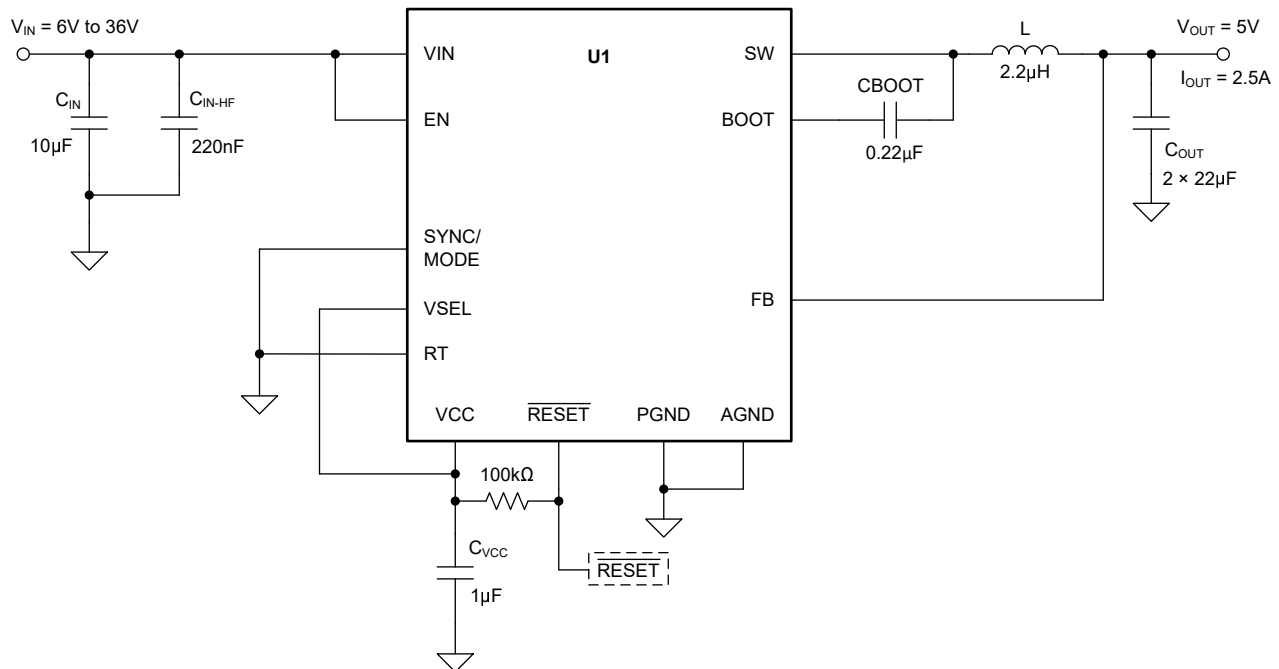 V_IN = 6V to 36V
C_IN
10µF
C_IN-HF
220nF
U1
VIN
EN
SYNC/
MODE
VSEL
RT
VCC
RESET
PGND
AGND
SW
BOOT
FB
CBOOT
0.22µF
L
2.2µH
V_OUT = 5V
I_OUT = 2.5A
C_OUT
2 × 22µF
100kΩ
C_VCC
1µF
RESET